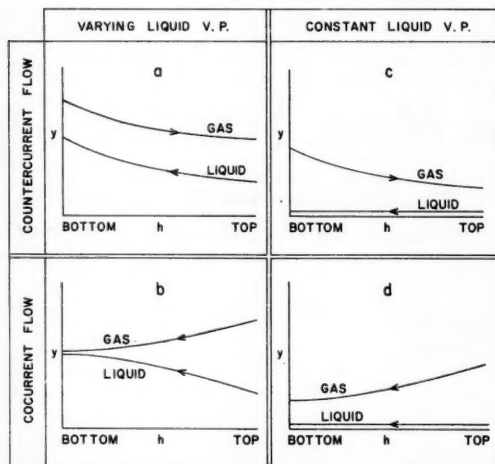 VARYING LIQUID V. P.
CONSTANT LIQUID V. P.
COUNTERCURRENT FLOW
a
y
GAS
LIQUID
BOTTOM h TOP
c
y
GAS
LIQUID
BOTTOM h TOP
COCURRENT FLOW
b
y
GAS
LIQUID
BOTTOM h TOP
d
y
GAS
LIQUID
BOTTOM h TOP